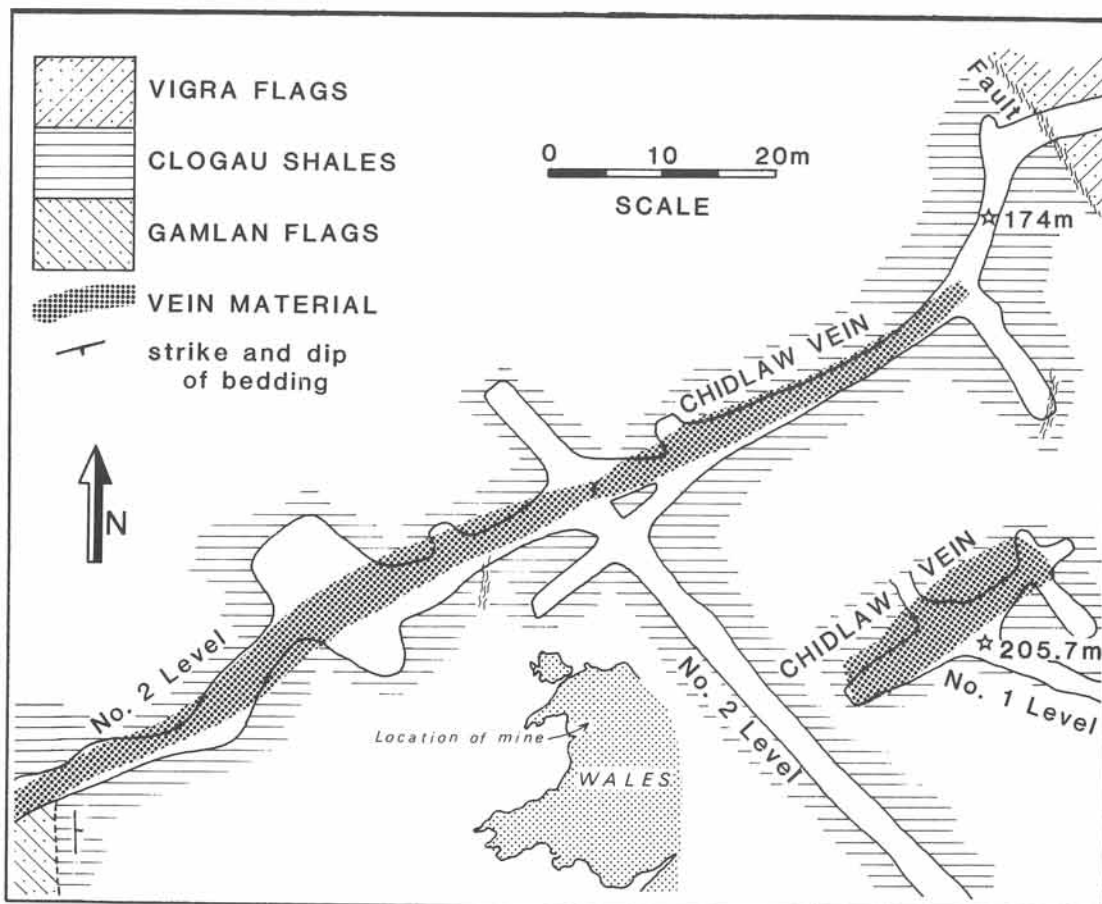 VIGRA FLAGS
CLOGAU SHALES
GAMLAN FLAGS
VEIN MATERIAL
strike and dip
of bedding
N
0 10 20m
SCALE
Fault
174m
CHIDLAW VEIN
CHIDLAW VEIN
205.7m
No. 1 Level
No. 2 Level
No. 2 Level
Location of mine
WALES